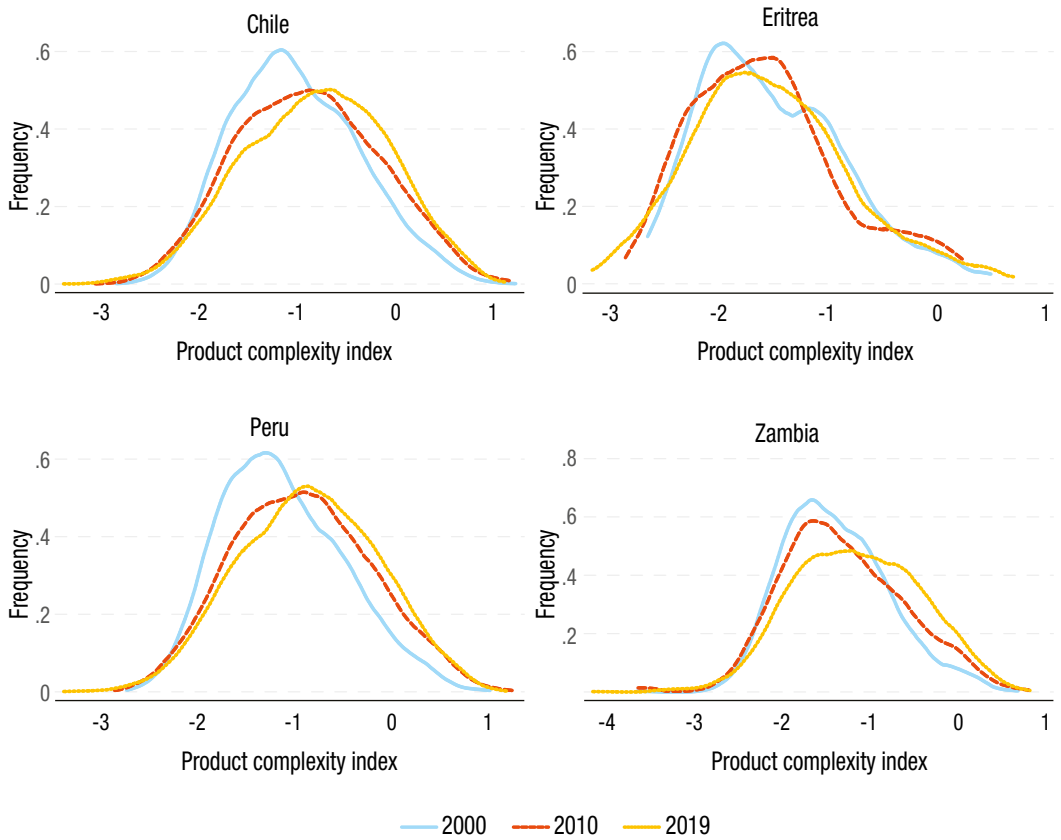 Chile
.6
.4
.2
0
Frequency
-3 -2 -1 0 1
Product complexity index
Eritrea
.6
.4
.2
0
Frequency
-3 -2 -1 0 1
Product complexity index
Peru
.6
.4
.2
0
Frequency
-3 -2 -1 0 1
Product complexity index
Zambia
.8
.6
.4
.2
0
Frequency
-4 -3 -2 -1 0 1
Product complexity index
2000 2010 2019